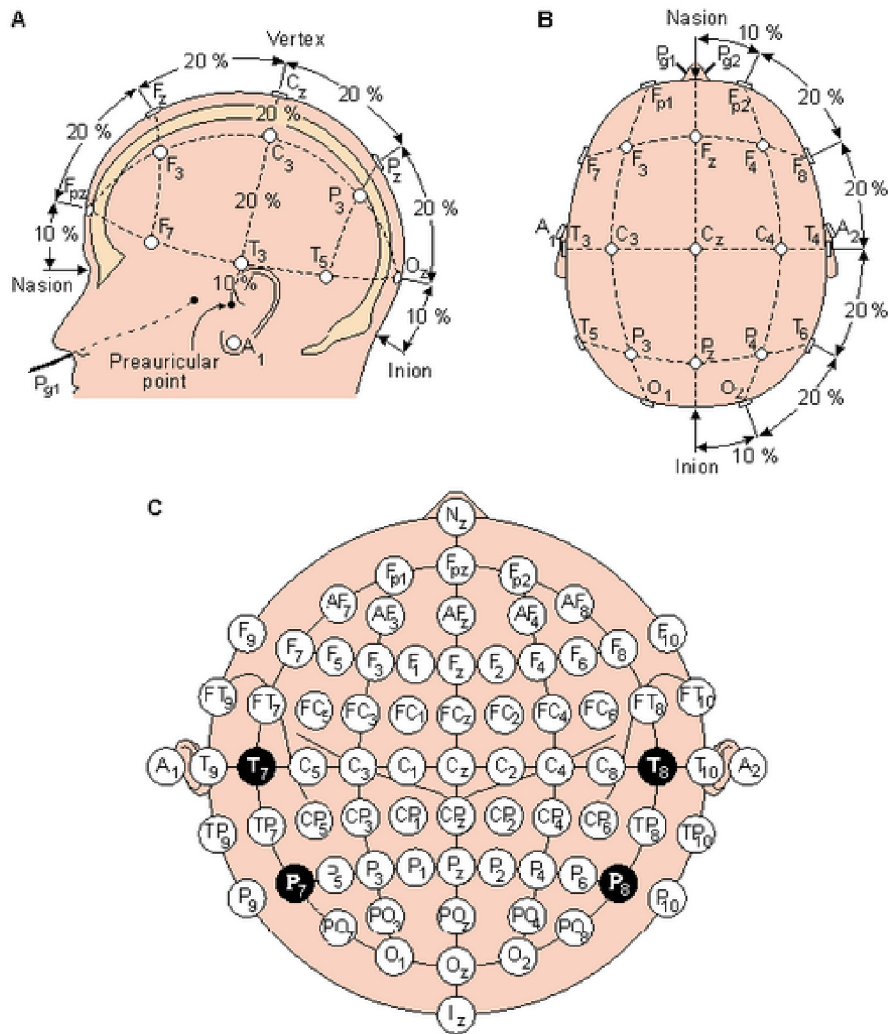 A
Vertex
20 %
20 %
Fz
Cz
20 %
20 %
20 %
F3
C3
Pz
Fpz
P3
20 %
20 %
10 %
F7
T3
T5
Oz
Nasion
10 %
10 %
A1
Preauricular
point
Inion
Pg1
B
Nasion
10 %
Pg1
Pg2
Fp1
Fp2
20 %
F7
F3
Fz
F4
F8
20 %
A1
T3
C3
Cz
C4
T4
A2
20 %
T5
P3
Pz
P4
T6
O1
O2
20 %
10 %
Inion
C
Nz
Fp1 Fpz Fp2
AF7 AF3 AFz AF4 AF8
F9 F7 F5 F3 F1 Fz F2 F4 F6 F8 F10
FT9 FT7 FC5 FC3 FC1 FCz FC2 FC4 FC6 FT8 FT10
A1 T9 T7 C5 C3 C1 Cz C2 C4 C8 T8 T10 A2
TP9 TP7 CP5 CP3 CP1 CPz CP2 CP4 CP6 TP8 TP10
P9 P7 P5 P3 P1 Pz P2 P4 P6 P8 P10
PO7 PO3 POz PO4 PO8
O1 Oz O2
Iz